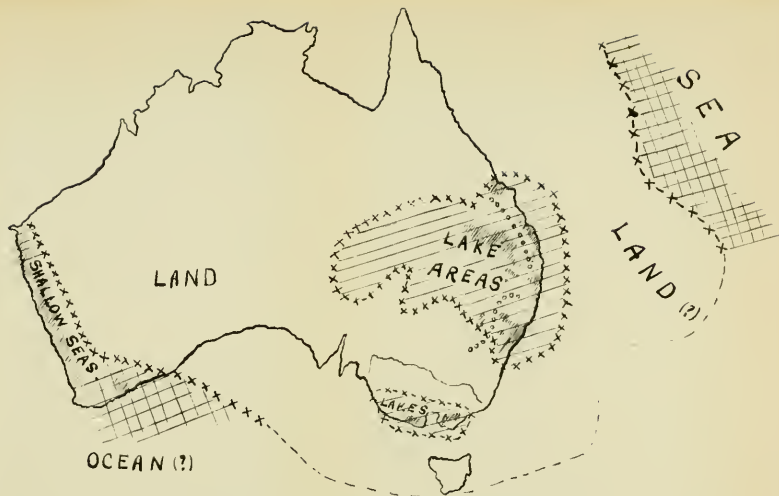 SEA
LAND (?)
LAKE
AREAS
LAND
SHALLOW SEAS.
LAKES
OCEAN (?)